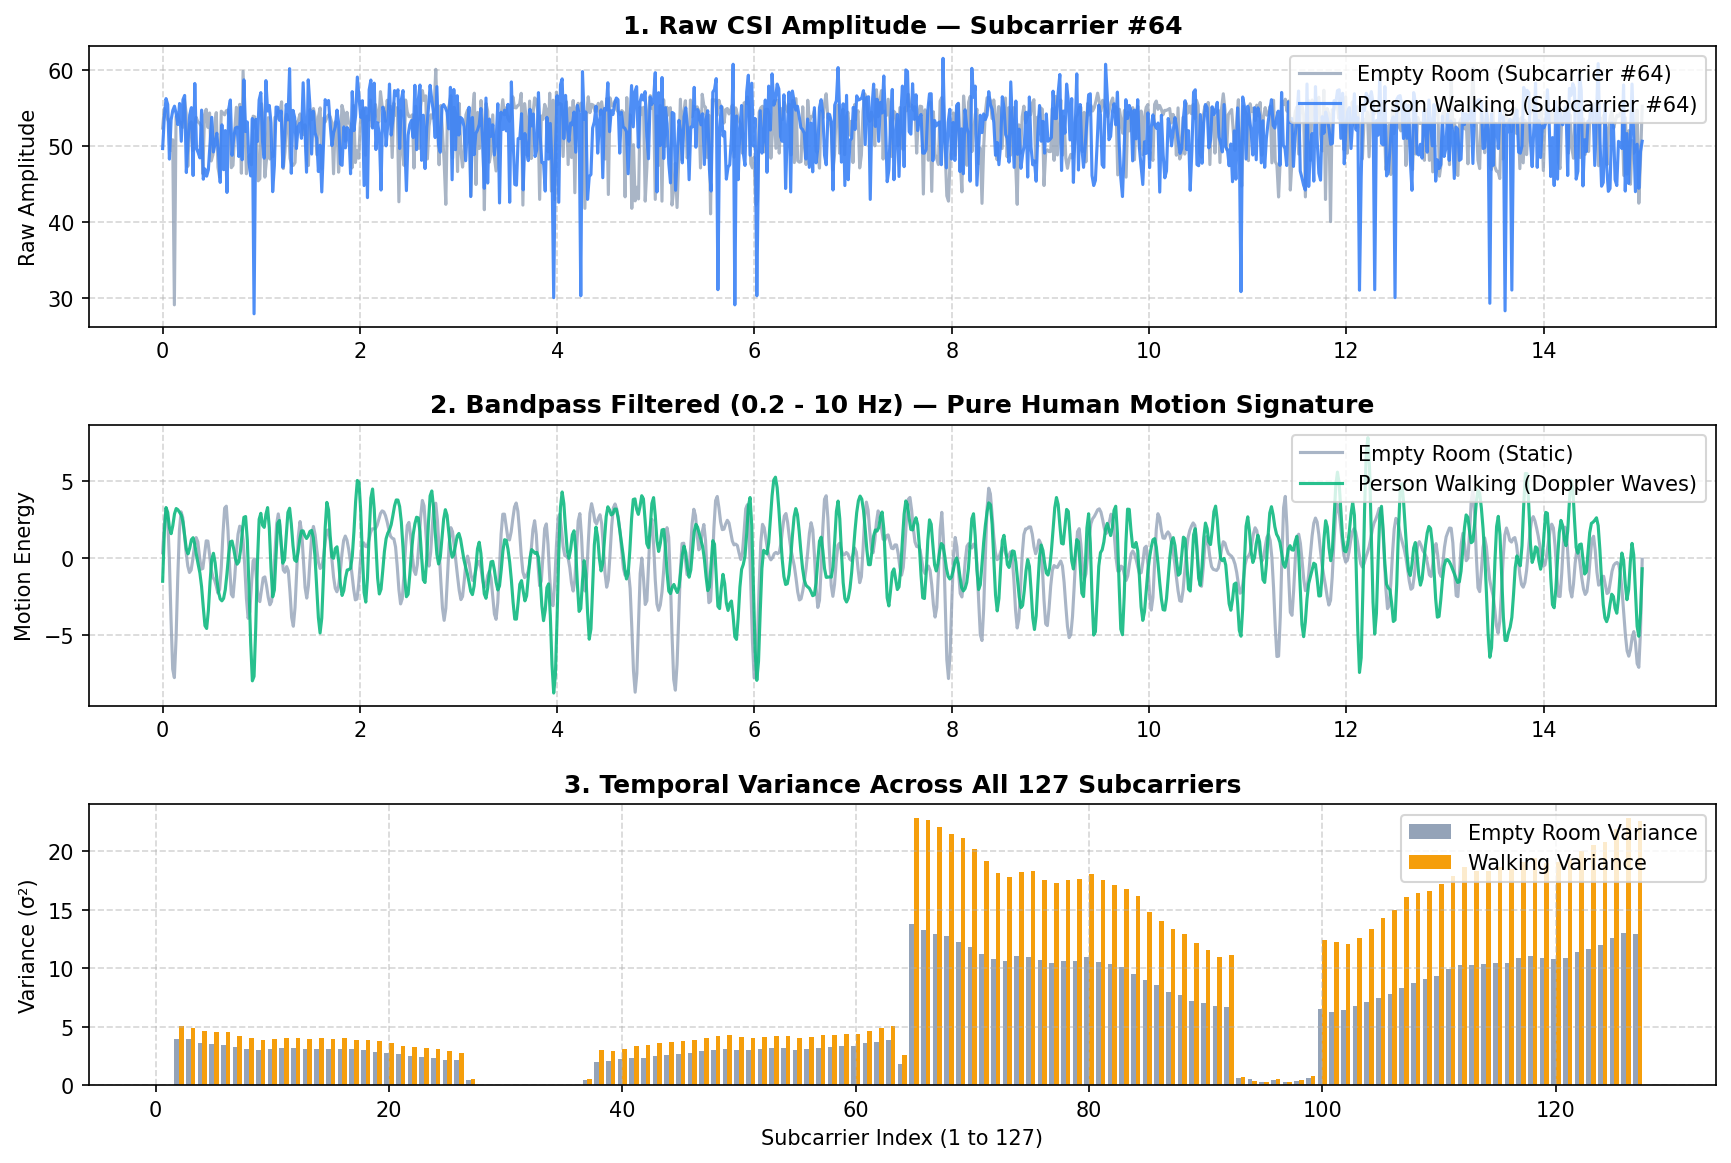 1. Raw CSI Amplitude — Subcarrier #64
Raw Amplitude
60
50
40
30
Empty Room (Subcarrier #64)
Person Walking (Subcarrier #64)
0 2 4 6 8 10 12 14
2. Bandpass Filtered (0.2 - 10 Hz) — Pure Human Motion Signature
Motion Energy
5
0
−5
Empty Room (Static)
Person Walking (Doppler Waves)
0 2 4 6 8 10 12 14
3. Temporal Variance Across All 127 Subcarriers
Variance (σ²)
20
15
10
5
0
Empty Room Variance
Walking Variance
0 20 40 60 80 100 120
Subcarrier Index (1 to 127)